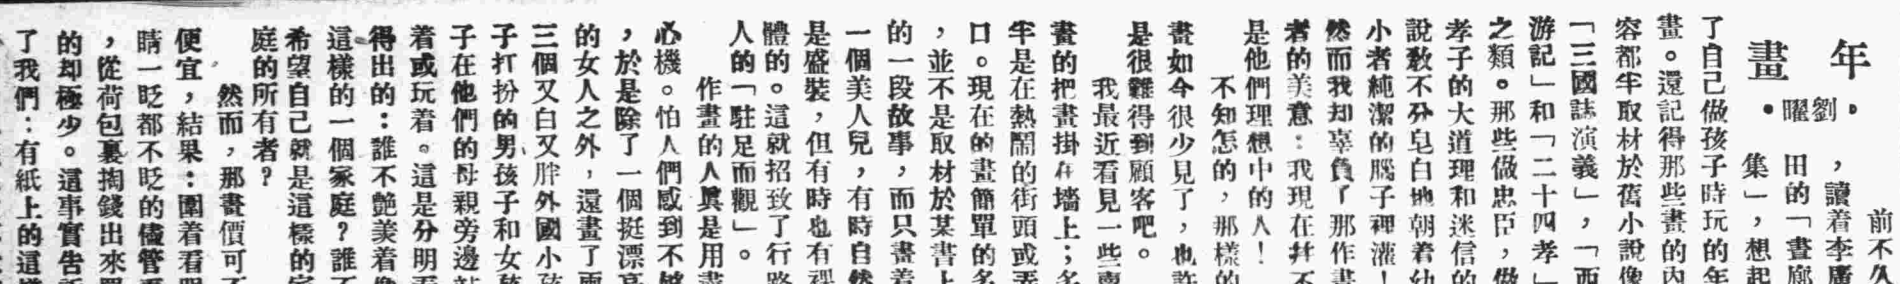 年畫
•劉曜•
前不久
，讀着李廣
田的「畫廊
集」，想起
了自己做孩子時玩的年
畫。還記得那些畫的內
容都牢取材於舊小說像
「三國誌演義」，「西
游記」和「二十四孝」
之類。那些做忠臣，做
孝子的大道理和迷信的
說教不分皂白地朝着幼
小者純潔的腦子裡灌！
然而我却辜負了那作畫
者的美意：我現在并不
是他們理想中的人！
不知怎的，那樣的
畫如今很少見了，也許
是很難得到顧客吧。
我最近看見一些賣
畫的把畫掛在墻上；多
牢是在熱鬧的街頭或弄
口。現在的畫簡單的多
，並不是取材於某書上
的一段故事，而只畫着
一個美人兒，有時自然
是盛裝，但有時也有裸
體的。這就招致了行路
人的「駐足而觀」。
作畫的人眞是用盡
心機。怕人們感到不够
，於是除了一個挺漂亮
的女人之外，還畫了兩
三個又白又胖外國小孩
子打扮的男孩子和女孩
子在他們的母親旁邊站
着或玩着。這是分明看
得出的：誰不艷羨着像
這樣的一個家庭？誰不
希望自己就是這樣的家
庭的所有者？
然而，那畫價可不
便宜，結果：圍着看眼
睛一眨都不眨的儘管
，從荷包裏掏錢出來買
的却極少。這事實告訴
了我們：有紙上的這樣